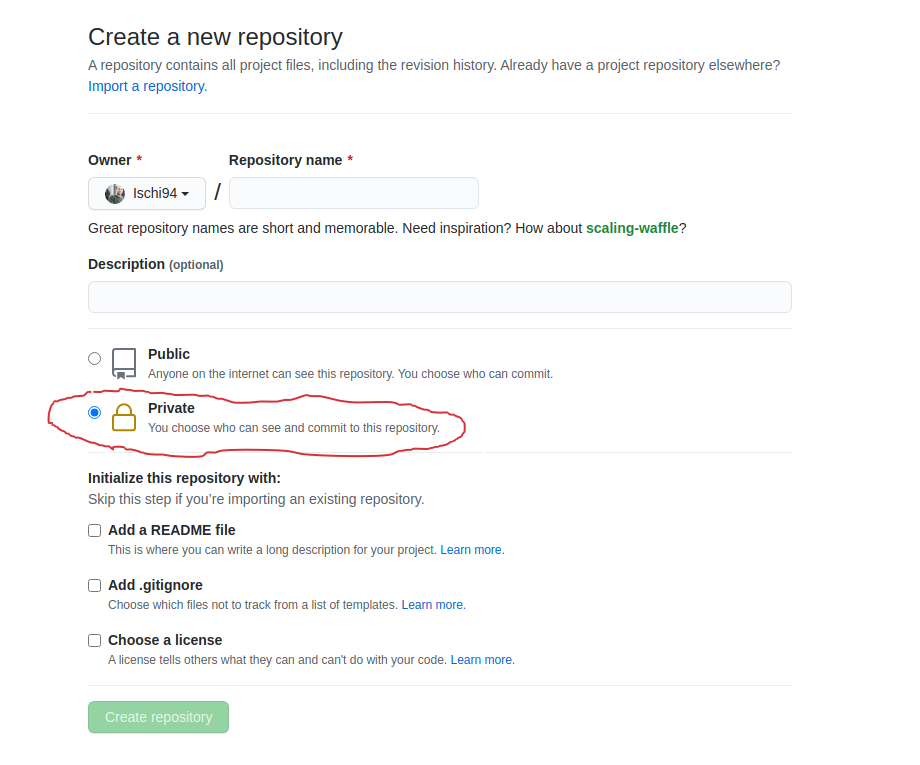 Create a new repository
A repository contains all project files, including the revision history. Already have a project repository elsewhere?
Import a repository.
Owner * Repository name *
Ischi94 /
Great repository names are short and memorable. Need inspiration? How about scaling-waffle?
Description (optional)
Public
Anyone on the internet can see this repository. You choose who can commit.
Private
You choose who can see and commit to this repository.
Initialize this repository with:
Skip this step if you're importing an existing repository.
Add a README file
This is where you can write a long description for your project. Learn more.
Add .gitignore
Choose which files not to track from a list of templates. Learn more.
Choose a license
A license tells others what they can and can't do with your code. Learn more.
Create repository